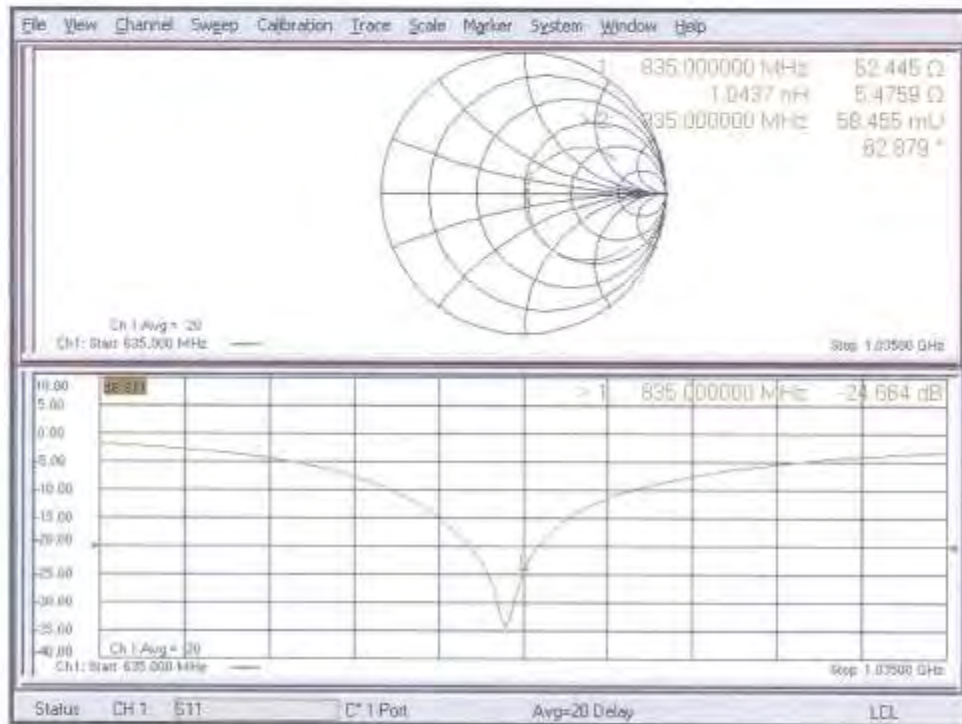 File View Channel Sweep Calibration Trace Scale Marker System Window Help
1 835.000000 MHz 52.445 Ω
1.0437 nH 5.4759 Ω
> 2 835.000000 MHz 58.455 mU
62.879 °
Ch 1 Avg = 20
Ch1: Start 635.000 MHz
Stop 1.03500 GHz
10.00
dB S11
> 1 835.000000 MHz -24.664 dB
5.00
0.00
-5.00
-10.00
-15.00
-20.00
-25.00
-30.00
-35.00
-40.00
Ch 1 Avg = 20
Ch1: Start 635.000 MHz
Stop 1.03500 GHz
Status CH 1: S11 C* 1 Port Avg=20 Delay LCL